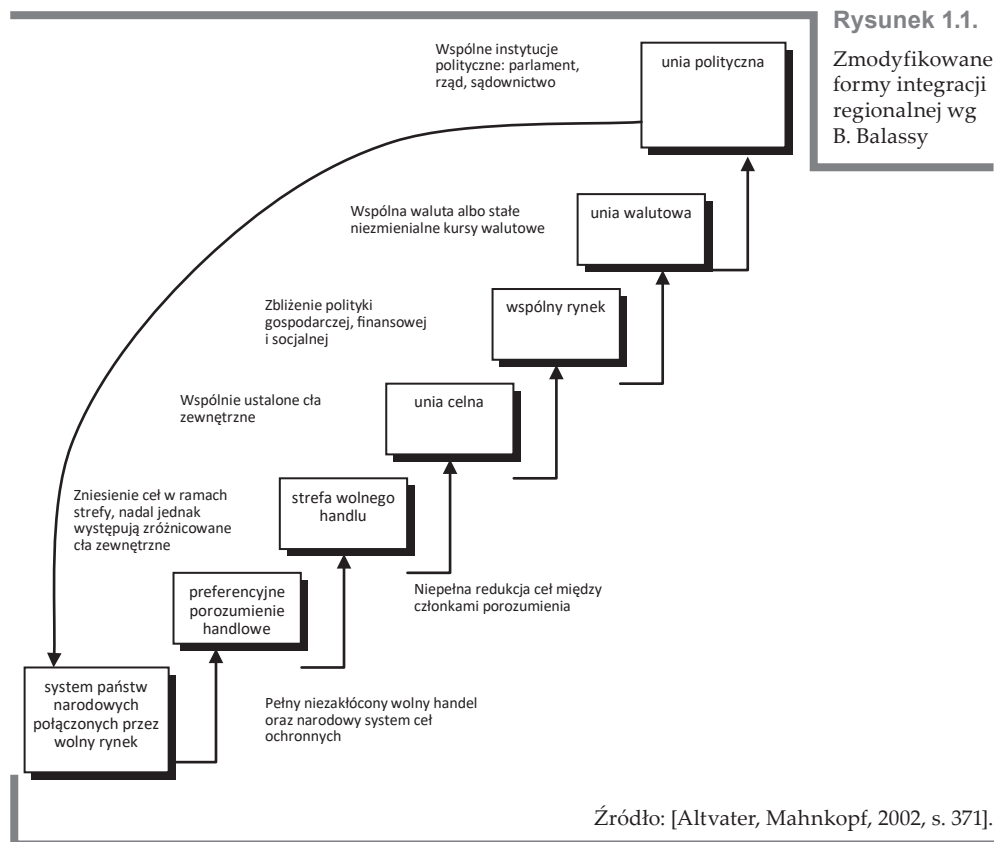 Rysunek 1.1.
Zmodyfikowane
formy integracji
regionalnej wg
B. Balassy
Wspólne instytucje
polityczne: parlament,
rząd, sądownictwo
unia polityczna
Wspólna waluta albo stałe
niezmienialne kursy walutowe
unia walutowa
Zbliżenie polityki
gospodarczej, finansowej
i socjalnej
wspólny rynek
Wspólnie ustalone cła
zewnętrzne
unia celna
Zniesienie ceł w ramach
strefy, nadal jednak
występują zróżnicowane
cła zewnętrzne
strefa wolnego
handlu
preferencyjne
porozumienie
handlowe
Niepełna redukcja ceł między
członkami porozumienia
system państw
narodowych
połączonych przez
wolny rynek
Pełny niezakłócony wolny handel
oraz narodowy system ceł
ochronnych
Źródło: [Altvater, Mahnkopf, 2002, s. 371].